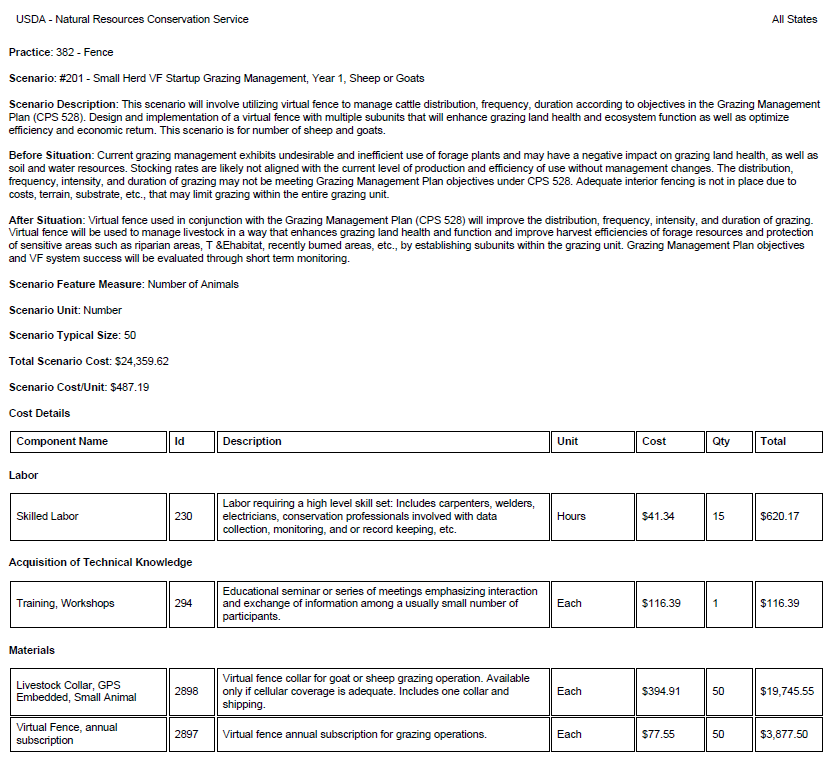 USDA - Natural Resources Conservation Service All States
Practice: 382 - Fence
Scenario: #201 - Small Herd VF Startup Grazing Management, Year 1, Sheep or Goats
Scenario Description: This scenario will involve utilizing virtual fence to manage cattle distribution, frequency, duration according to objectives in the Grazing Management
Plan (CPS 528). Design and implementation of a virtual fence with multiple subunits that will enhance grazing land health and ecosystem function as well as optimize
efficiency and economic return. This scenario is for number of sheep and goats.
Before Situation: Current grazing management exhibits undesirable and inefficient use of forage plants and may have a negative impact on grazing land health, as well as
soil and water resources. Stocking rates are likely not aligned with the current level of production and efficiency of use without management changes. The distribution,
frequency, intensity, and duration of grazing may not be meeting Grazing Management Plan objectives under CPS 528. Adequate interior fencing is not in place due to
costs, terrain, substrate, etc., that may limit grazing within the entire grazing unit.
After Situation: Virtual fence used in conjunction with the Grazing Management Plan (CPS 528) will improve the distribution, frequency, intensity, and duration of grazing.
Virtual fence will be used to manage livestock in a way that enhances grazing land health and function and improve harvest efficiencies of forage resources and protection
of sensitive areas such as riparian areas, T &Ehabitat, recently burned areas, etc., by establishing subunits within the grazing unit. Grazing Management Plan objectives
and VF system success will be evaluated through short term monitoring.
Scenario Feature Measure: Number of Animals
Scenario Unit: Number
Scenario Typical Size: 50
Total Scenario Cost: $24,359.62
Scenario Cost/Unit: $487.19
Cost Details
Component Name Id Description Unit Cost Qty Total
Labor
Skilled Labor 230 Labor requiring a high level skill set: Includes carpenters, welders,
electricians, conservation professionals involved with data
collection, monitoring, and or record keeping, etc. Hours $41.34 15 $620.17
Acquisition of Technical Knowledge
Training, Workshops 294 Educational seminar or series of meetings emphasizing interaction
and exchange of information among a usually small number of
participants. Each $116.39 1 $116.39
Materials
Livestock Collar, GPS
Embedded, Small Animal 2898 Virtual fence collar for goat or sheep grazing operation. Available
only if cellular coverage is adequate. Includes one collar and
shipping. Each $394.91 50 $19,745.55
Virtual Fence, annual
subscription 2897 Virtual fence annual subscription for grazing operations. Each $77.55 50 $3,877.50